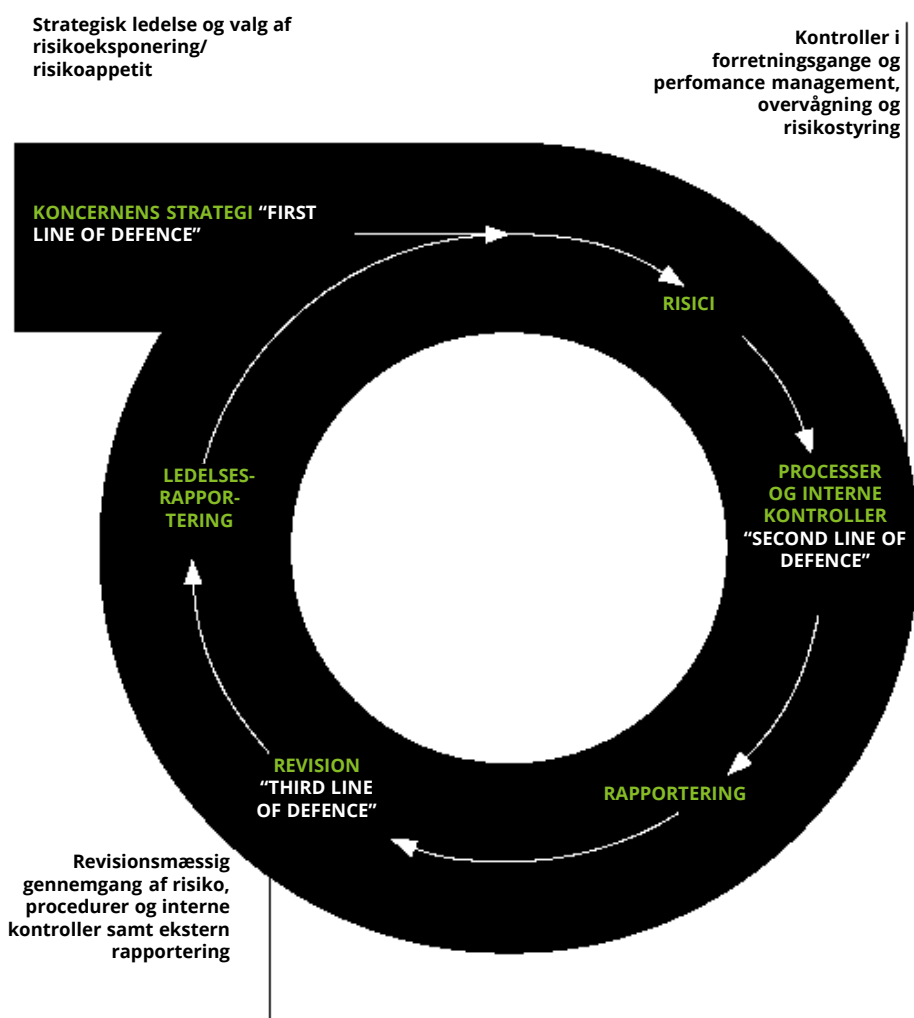 Strategisk ledelse og valg af
risikoeksponering/
risikoappetit
Kontroller i
forretningsgange og
perfomance management,
overvågning og
risikostyring
KONCERNENS STRATEGI “FIRST
LINE OF DEFENCE”
RISICI
PROCESSER
OG INTERNE
KONTROLLER
“SECOND LINE OF
DEFENCE”
RAPPORTERING
REVISION
“THIRD LINE
OF DEFENCE”
LEDELSES-
RAPPOR-
TERING
Revisionsmæssig
gennemgang af risiko,
procedurer og interne
kontroller samt ekstern
rapportering